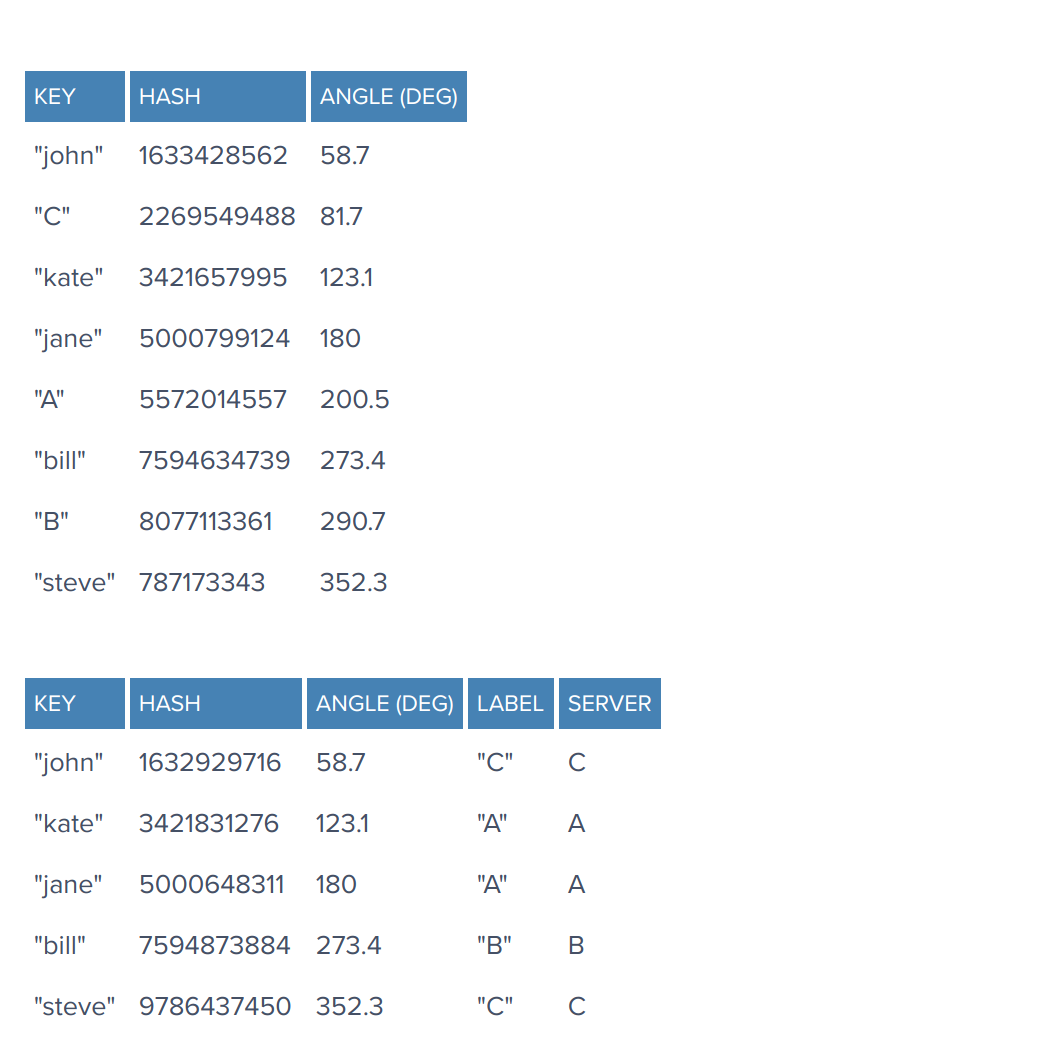 KEY HASH ANGLE (DEG)
"john" 1633428562 58.7
"C" 2269549488 81.7
"kate" 3421657995 123.1
"jane" 5000799124 180
"A" 5572014557 200.5
"bill" 7594634739 273.4
"B" 8077113361 290.7
"steve" 787173343 352.3
KEY HASH ANGLE (DEG) LABEL SERVER
"john" 1632929716 58.7 "C" C
"kate" 3421831276 123.1 "A" A
"jane" 5000648311 180 "A" A
"bill" 7594873884 273.4 "B" B
"steve" 9786437450 352.3 "C" C